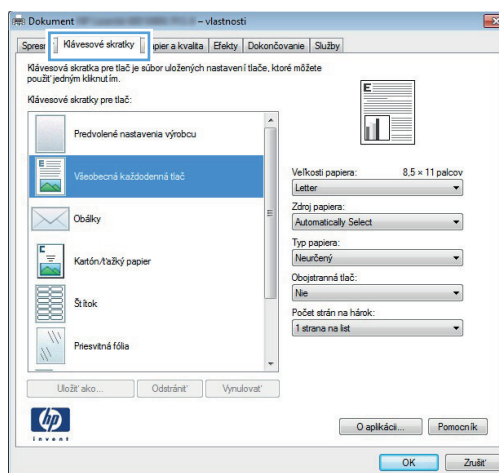 Dokument – vlastnosti
Klávesové skratky
Efekty
Dokončovanie
Služby
Klávesová skratka pre tlač je súbor uložených nastavení tlače, ktoré môžete
použiť jedným kliknutím.
Klávesové skratky pre tlač:
Predvolené nastavenia výrobcu
Všeobecná každodenná tlač
Obálky
Kartón/ťažký papier
Štítok
Priesvitná fólia
Uložiť ako...
Odstrániť
Vynulovať
E
Veľkosti papiera: 8,5 × 11 palcov
Letter
Zdroj papiera:
Automatically Select
Typ papiera:
Neurčený
Obojstranná tlač:
Nie
Počet strán na hárok:
1 strana na list
hp
invent
O aplikácii...
Pomocník
OK
Zrušiť